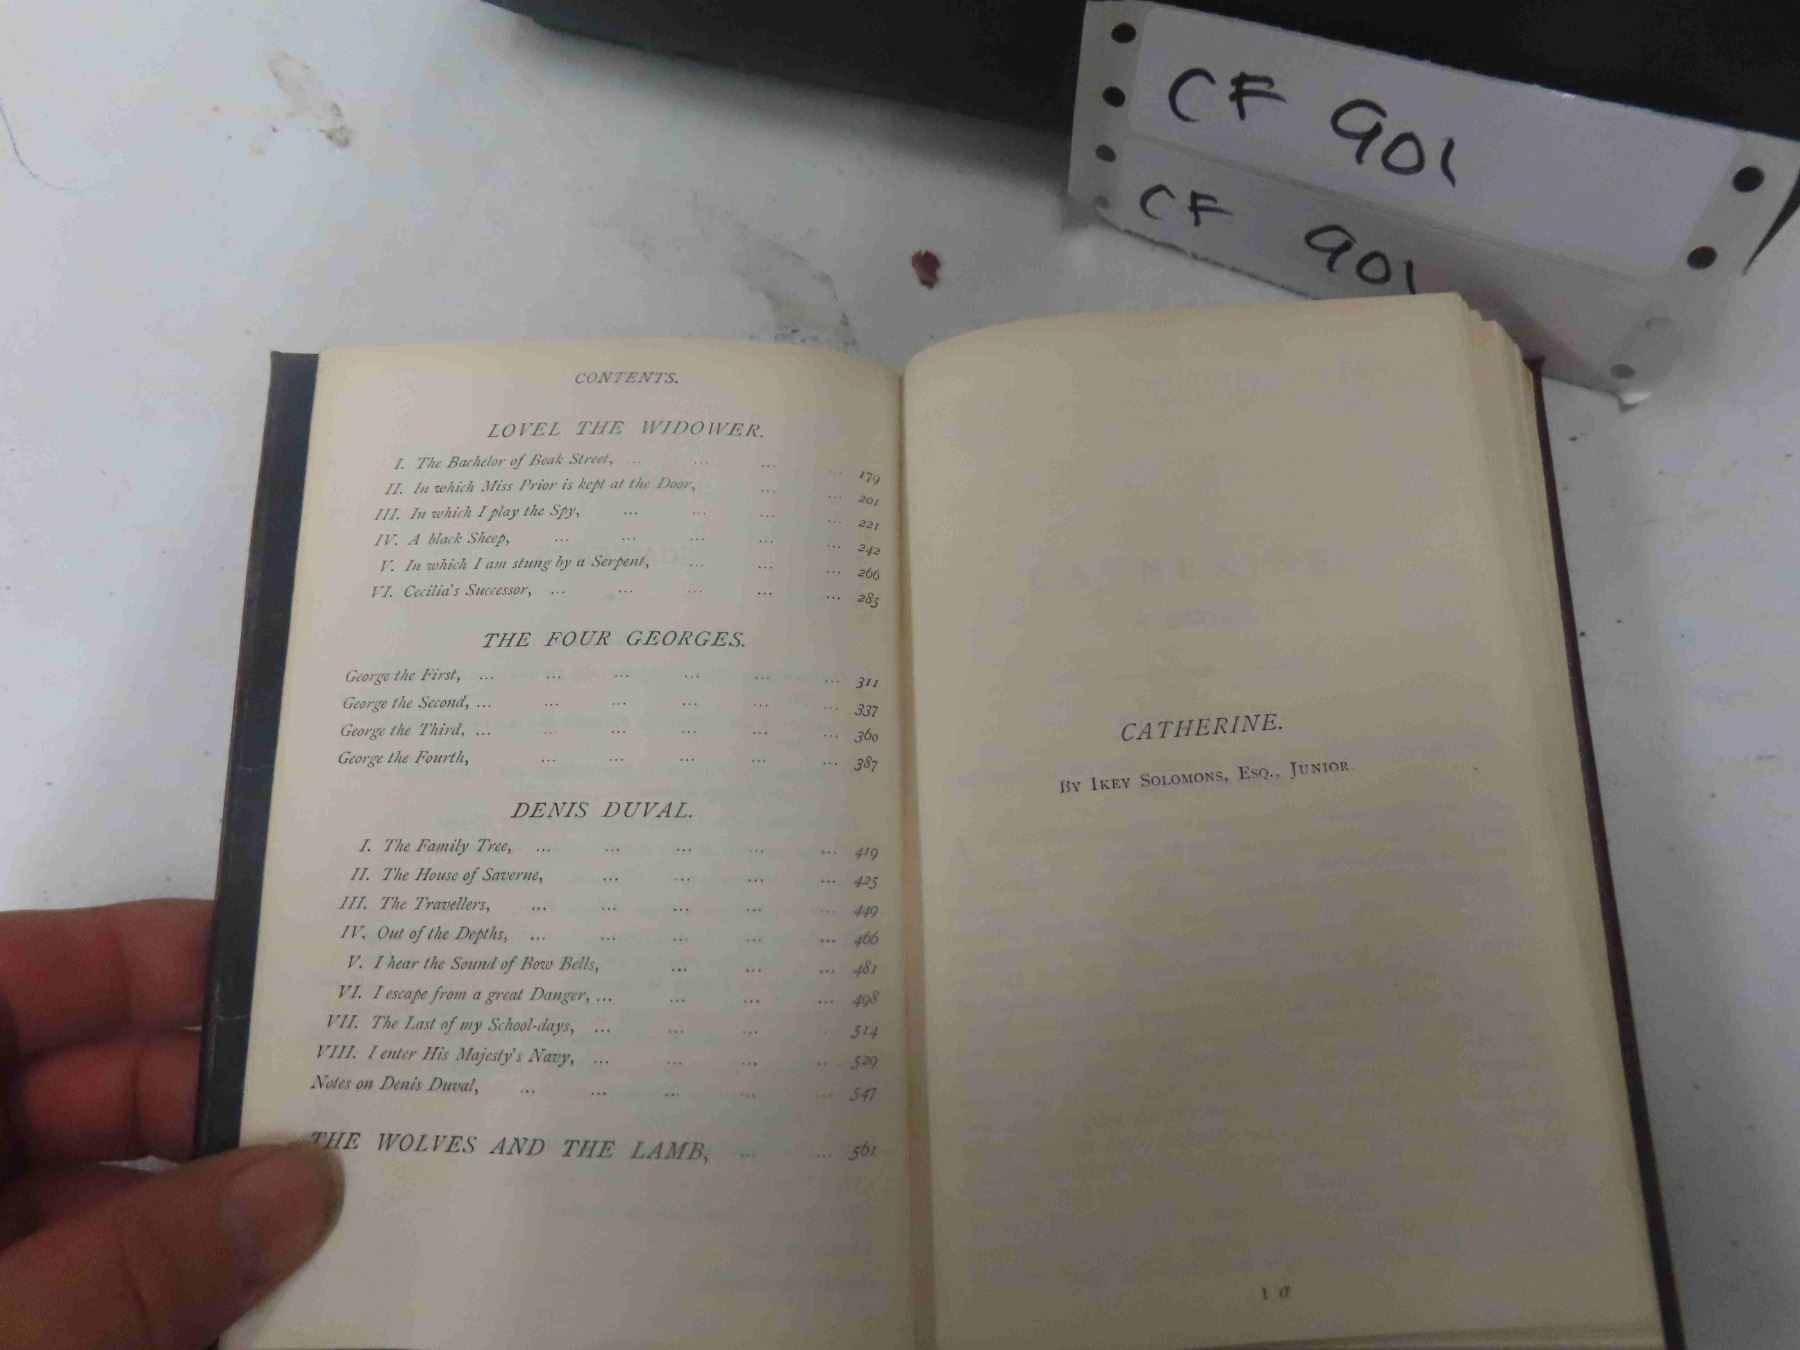 CF 901
CF 901
CONTENTS.
LOVEL THE WIDOWER.
I. The Bachelor of Beak Street, ... ... ... ... 179
II. In which Miss Prior is kept at the Door, ... ... 201
III. In which I play the Spy, ... ... ... ... 221
IV. A black Sheep, ... ... ... ... ... 242
V. In which I am stung by a Serpent, ... ... ... 266
VI. Cecilia's Successor, ... ... ... ... ... 285
THE FOUR GEORGES.
George the First, ... ... ... ... ... ... 311
George the Second, ... ... ... ... ... ... 337
George the Third, ... ... ... ... ... ... 360
George the Fourth, ... ... ... ... ... 387
DENIS DUVAL.
I. The Family Tree, ... ... ... ... ... 419
II. The House of Saverne, ... ... ... ... 425
III. The Travellers, ... ... ... ... ... 449
IV. Out of the Depths, ... ... ... ... ... 466
V. I hear the Sound of Bow Bells, ... ... ... 481
VI. I escape from a great Danger, ... ... ... ... 498
VII. The Last of my School-days, ... ... ... ... 514
VIII. I enter His Majesty's Navy, ... ... ... ... 529
Notes on Denis Duval, ... ... ... ... ... 547
THE WOLVES AND THE LAMB, ... ... 561
CATHERINE.
BY IKEY SOLOMONS, ESQ., JUNIOR.